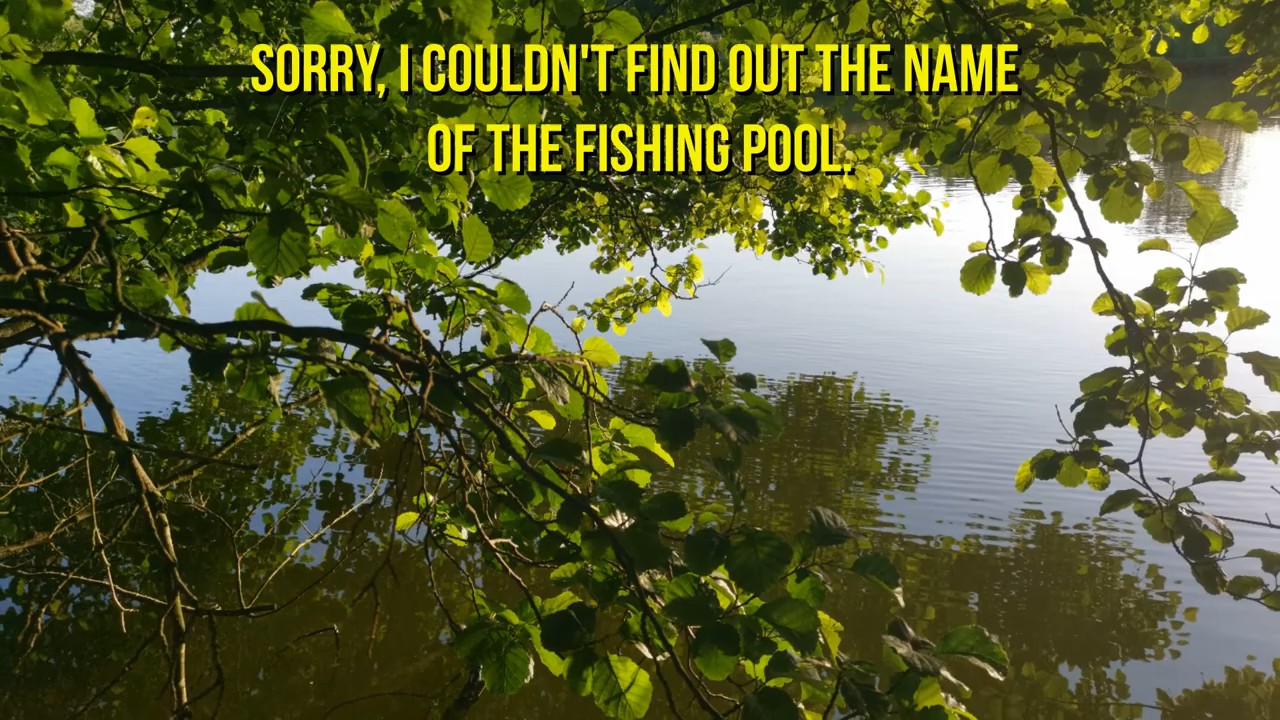 SORRY, I COULDN'T FIND OUT THE NAME
OF THE FISHING POOL.